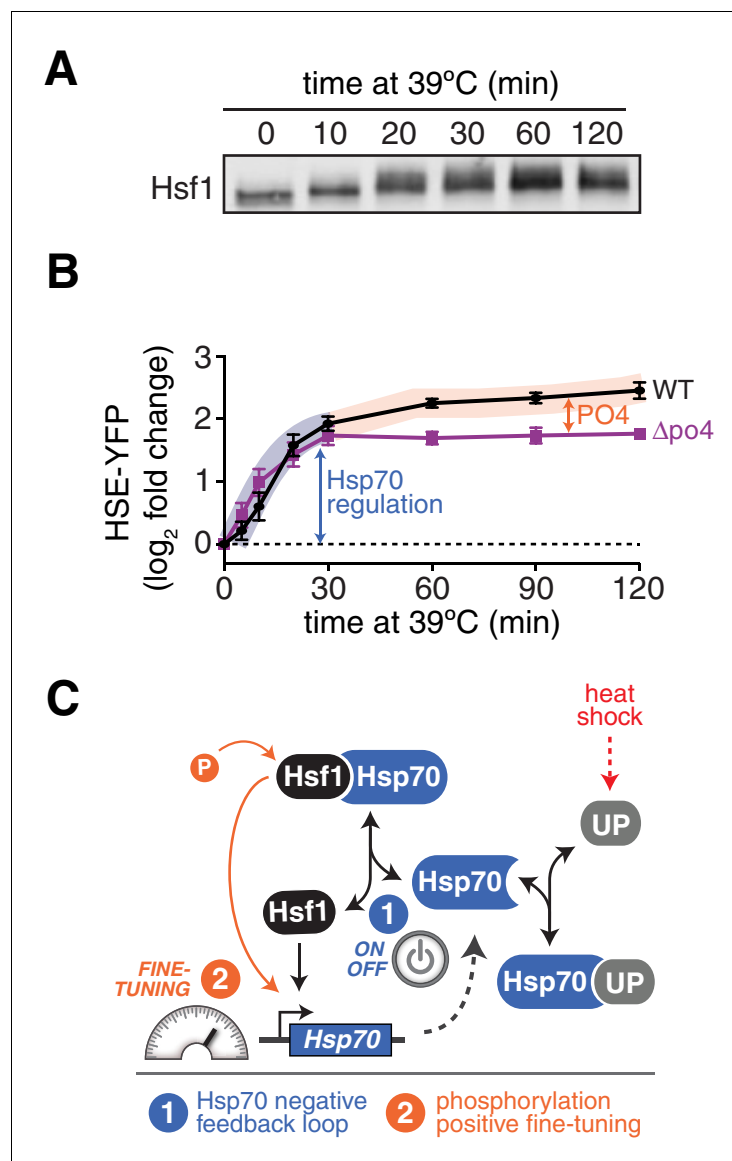 A
time at 39ºC (min)
0 10 20 30 60 120
Hsf1
B
HSE-YFP
(log2 fold change)
3
2
1
0
WT
PO4
Δpo4
Hsp70
regulation
0 30 60 90 120
time at 39ºC (min)
C
heat
shock
P
Hsf1 Hsp70
UP
Hsp70
Hsf1
1
ON
OFF
FINE-
TUNING
2
Hsp70 UP
Hsp70
1 Hsp70 negative
feedback loop
2 phosphorylation
positive fine-tuning